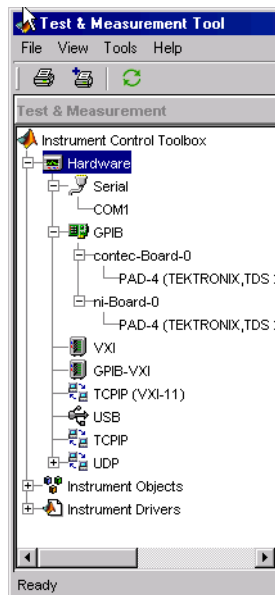 Test & Measurement Tool
File View Tools Help
Test & Measurement
Instrument Control Toolbox
Hardware
Serial
COM1
GPIB
contec-Board-0
PAD-4 (TEKTRONIX,TDS
ni-Board-0
PAD-4 (TEKTRONIX,TDS
VXI
GPIB-VXI
TCPIP (VXI-11)
USB
TCPIP
UDP
Instrument Objects
Instrument Drivers
Ready